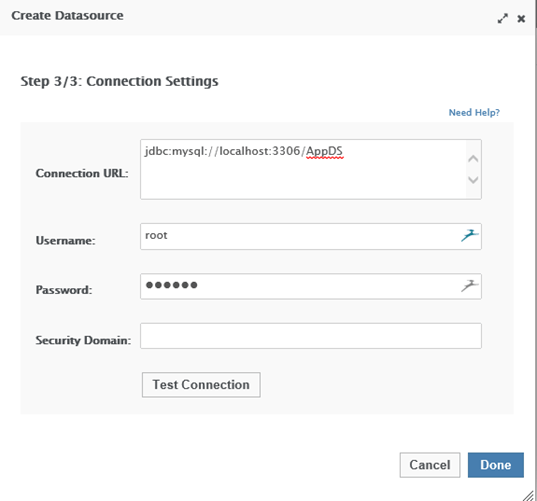 Create Datasource
Step 3/3: Connection Settings
Need Help?
Connection URL:
jdbc:mysql://localhost:3306/AppDS
Username:
root
Password:
●●●●●●
Security Domain:
Test Connection
Cancel
Done